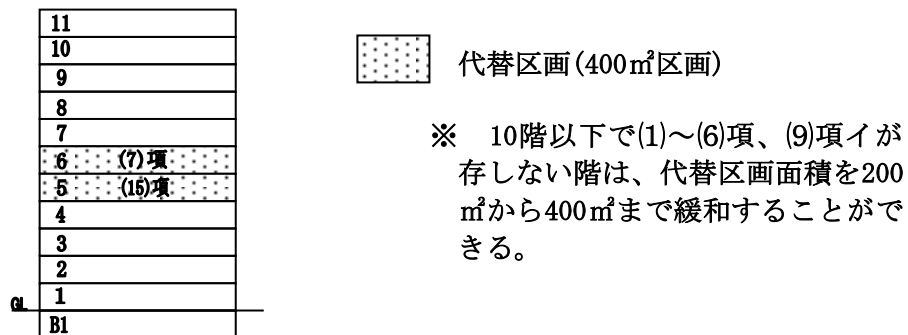 11
10
9
8
7
6 (7)項
5 (15)項
4
3
2
1
GL
B1
代替区画(400㎡区画)
※ 10階以下で⑴~⑹項、⑼項イが
存しない階は、代替区画面積を200
㎡から400㎡まで緩和することがで
きる。